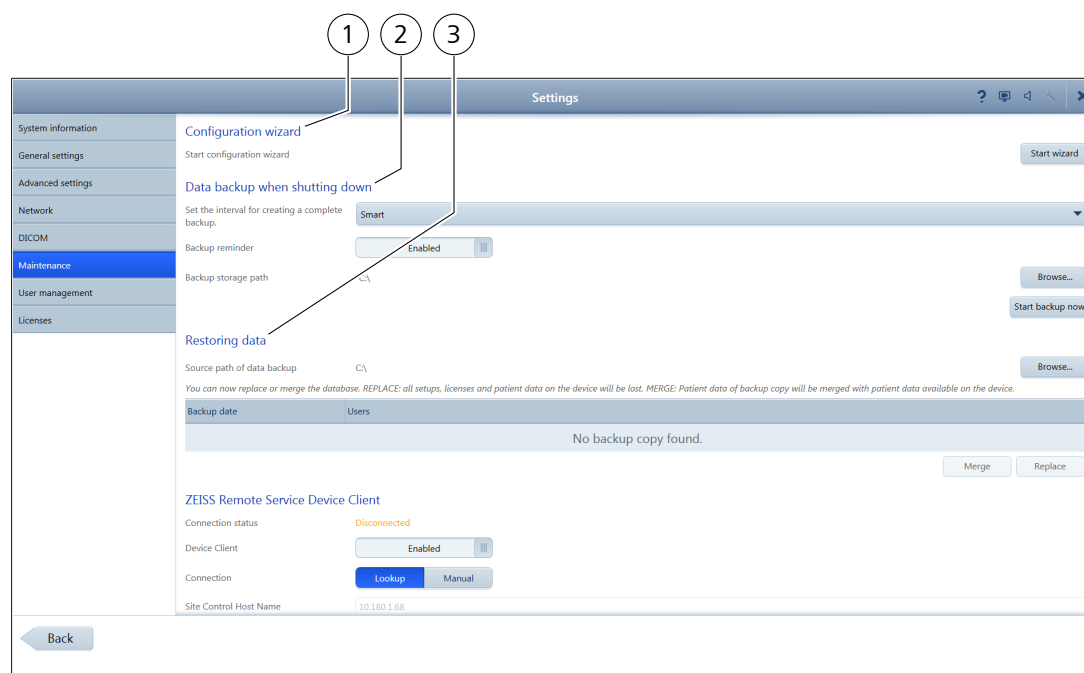 1 2 3
Settings
?
System information
General settings
Advanced settings
Network
DICOM
Maintenance
User management
Licenses
Configuration wizard
Start configuration wizard
Start wizard
Data backup when shutting down
Set the interval for creating a complete
backup.
Smart
Backup reminder
Enabled
Backup storage path
C:\
Browse...
Start backup now
Restoring data
Source path of data backup
C:\
Browse...
You can now replace or merge the database. REPLACE: all setups, licenses and patient data on the device will be lost. MERGE: Patient data of backup copy will be merged with patient data available on the device.
Backup date Users
No backup copy found.
Merge Replace
ZEISS Remote Service Device Client
Connection status
Disconnected
Device Client
Enabled
Connection
Lookup Manual
Site Control Host Name
10.180.1.68
Back